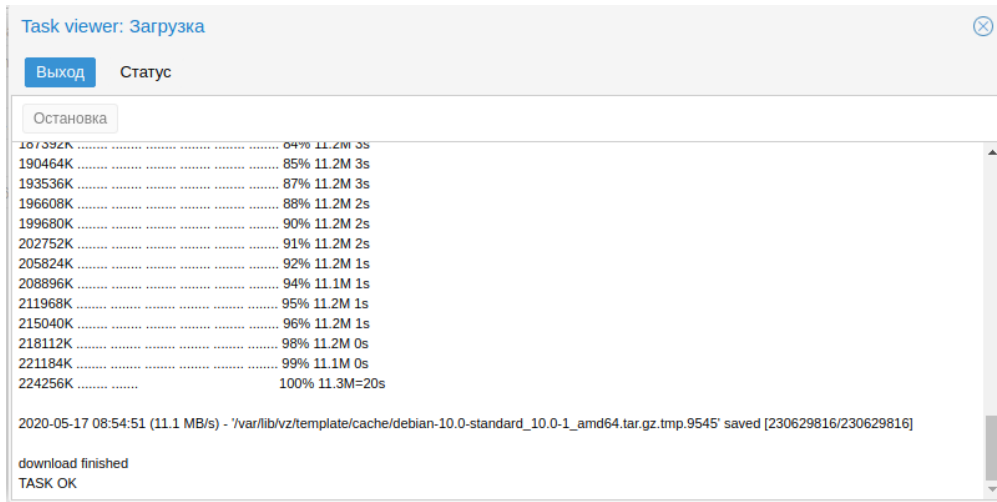 Task viewer: Загрузка
Выход Статус
Остановка
187392K ........ ........ ........ ........ ........ ........ 84% 11.2M 3s
190464K ........ ........ ........ ........ ........ ........ 85% 11.2M 3s
193536K ........ ........ ........ ........ ........ ........ 87% 11.2M 3s
196608K ........ ........ ........ ........ ........ ........ 88% 11.2M 2s
199680K ........ ........ ........ ........ ........ ........ 90% 11.2M 2s
202752K ........ ........ ........ ........ ........ ........ 91% 11.2M 2s
205824K ........ ........ ........ ........ ........ ........ 92% 11.2M 1s
208896K ........ ........ ........ ........ ........ ........ 94% 11.1M 1s
211968K ........ ........ ........ ........ ........ ........ 95% 11.2M 1s
215040K ........ ........ ........ ........ ........ ........ 96% 11.2M 1s
218112K ........ ........ ........ ........ ........ ........ 98% 11.2M 0s
221184K ........ ........ ........ ........ ........ ........ 99% 11.1M 0s
224256K ........ ....... 100% 11.3M=20s
2020-05-17 08:54:51 (11.1 MB/s) - '/var/lib/vz/template/cache/debian-10.0-standard_10.0-1_amd64.tar.gz.tmp.9545' saved [230629816/230629816]
download finished
TASK OK